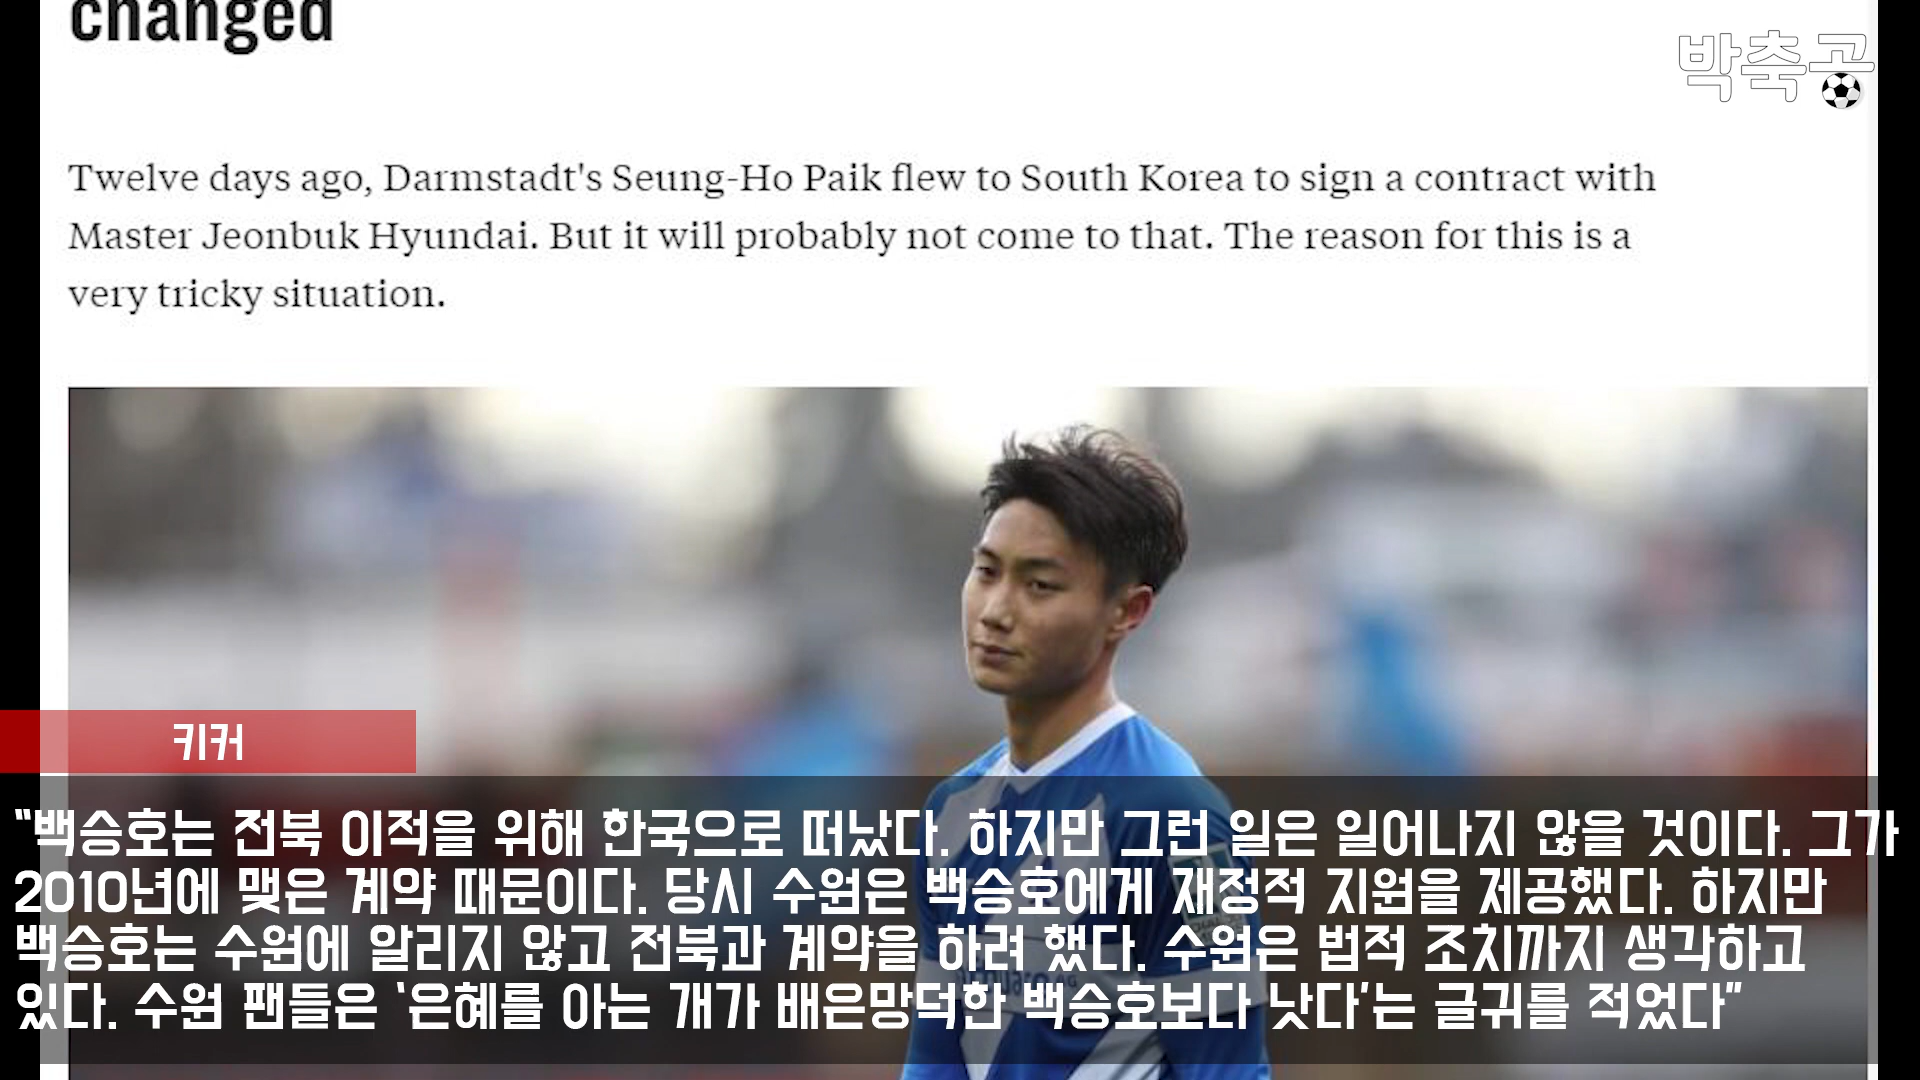 changed
박축공
Twelve days ago, Darmstadt's Seung-Ho Paik flew to South Korea to sign a contract with
Master Jeonbuk Hyundai. But it will probably not come to that. The reason for this is a
very tricky situation.
키커
“백승호는 전북 이적을 위해 한국으로 떠났다. 하지만 그런 일은 일어나지 않을 것이다. 그가
2010년에 맺은 계약 때문이다. 당시 수원은 백승호에게 재정적 지원을 제공했다. 하지만
백승호는 수원에 알리지 않고 전북과 계약을 하려 했다. 수원은 법적 조치까지 생각하고
있다. 수원 팬들은 ‘은혜를 아는 개가 배은망덕한 백승호보다 낫다’는 글귀를 적었다”